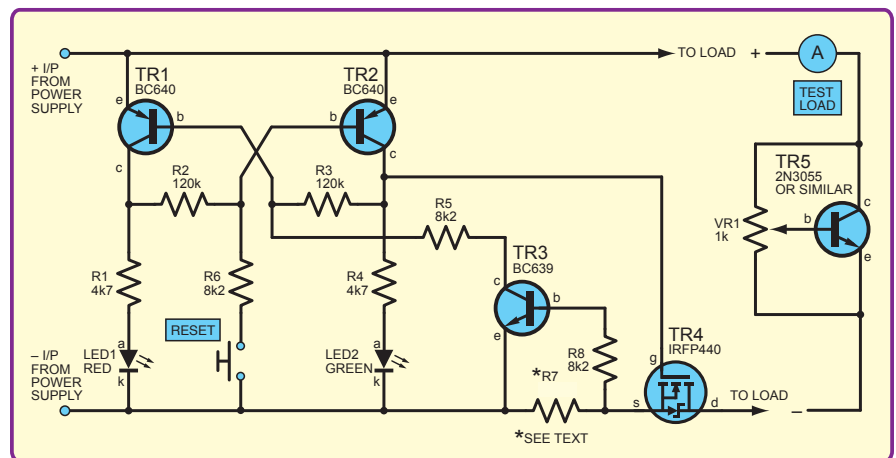 + I/P
FROM
POWER
SUPPLY
TR1
BC640
e
b
c
TR2
BC640
e
b
c
TO LOAD
+
A
TEST
LOAD
R2
120k
R3
120k
R5
8k2
TR3
BC639
c
b
e
TR5
2N3055
OR SIMILAR
c
b
e
VR1
1k
R1
4k7
R6
8k2
R4
4k7
RESET
a
LED1
RED
k
a
LED2
GREEN
k
R8
8k2
TR4
IRFP440
g
s
d
*R7
*SEE TEXT
– I/P
FROM
POWER
SUPPLY
TO LOAD
–